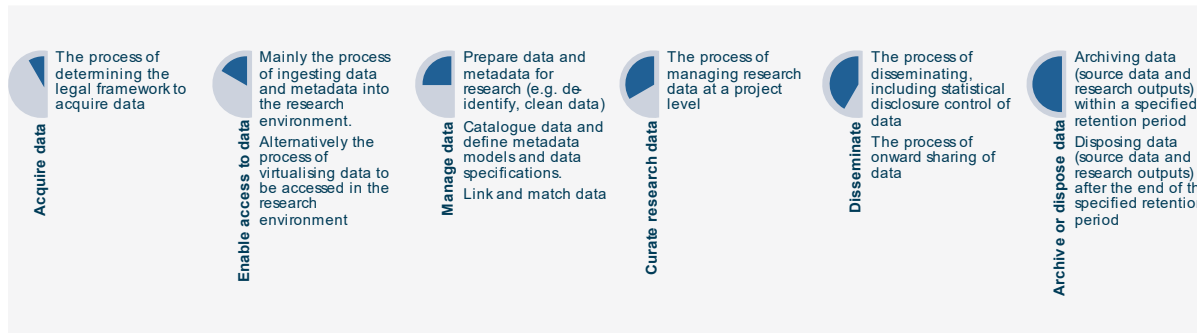 Acquire data
The process of
determining the
legal framework to
acquire data
Enable access to data
Mainly the process
of ingesting data
and metadata into
the research
environment.
Alternatively the
process of
virtualising data to
be accessed in the
research
environment
Manage data
Prepare data and
metadata for
research (e.g. de-
identify, clean data)
Catalogue data and
define metadata
models and data
specifications.
Link and match data
Curate research data
The process of
managing research
data at a project
level
Disseminate
The process of
disseminating,
including statistical
disclosure control of
data
The process of
onward sharing of
data
Archive or dispose data
Archiving data
(source data and
research outputs)
within a specified
retention period
Disposing data
(source data and
research outputs)
after the end of th
specified retentio
period